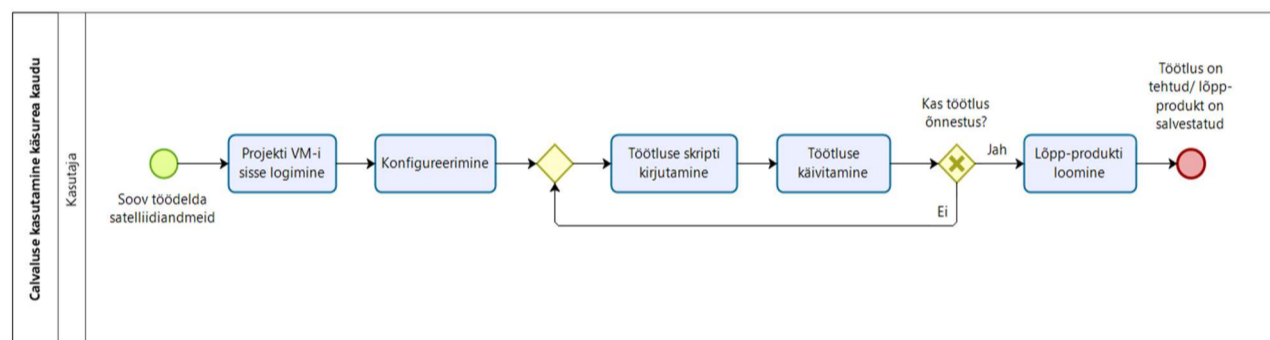 Calvaluse kasutamine käsurea kaudu
Kasutaja
Soov töödelda
satelliidiandmeid
Projekti VM-i
sisse logimine
Konfigureerimine
Töötluse skripti
kirjutamine
Töötluse
käivitamine
Kas töötlus
õnnestus?
Jah
Ei
Lõpp-produkti
loomine
Töötlus on
tehtud/ lõpp-
produkt on
salvestatud